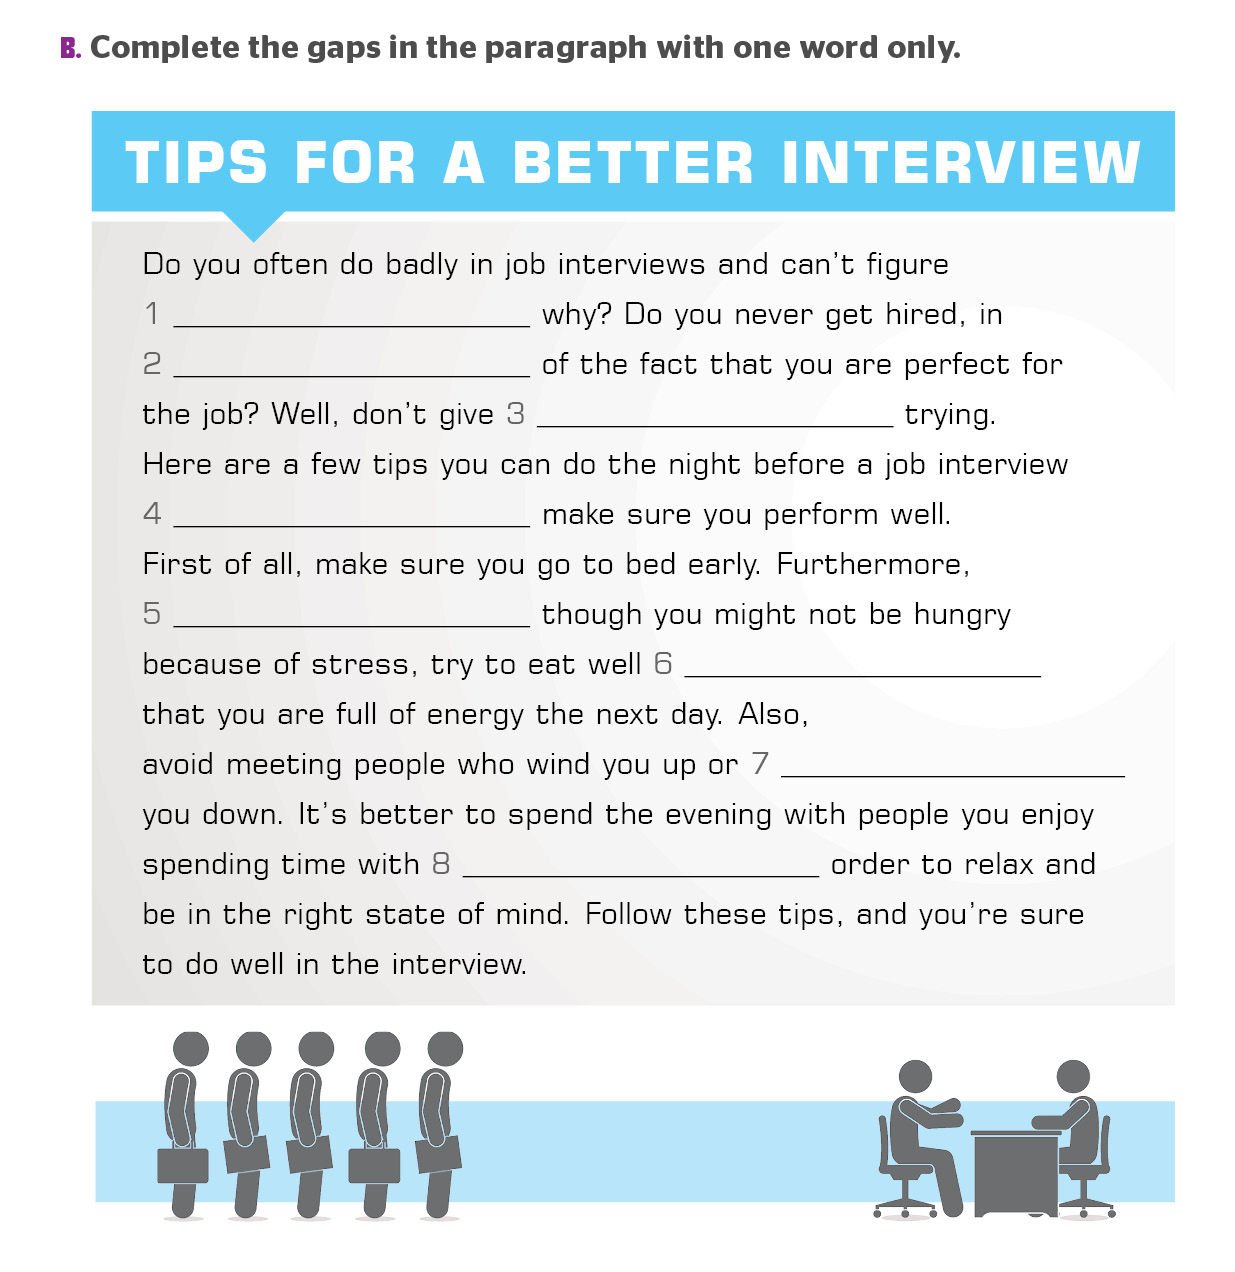 B. Complete the gaps in the paragraph with one word only.
TIPS FOR A BETTER INTERVIEW
Do you often do badly in job interviews and can't figure
1 ______________________ why? Do you never get hired, in
2 ______________________ of the fact that you are perfect for
the job? Well, don't give 3 ______________________ trying.
Here are a few tips you can do the night before a job interview
4 ______________________ make sure you perform well.
First of all, make sure you go to bed early. Furthermore,
5 ______________________ though you might not be hungry
because of stress, try to eat well 6 ______________________
that you are full of energy the next day. Also,
avoid meeting people who wind you up or 7 ______________________
you down. It's better to spend the evening with people you enjoy
spending time with 8 ______________________ order to relax and
be in the right state of mind. Follow these tips, and you're sure
to do well in the interview.